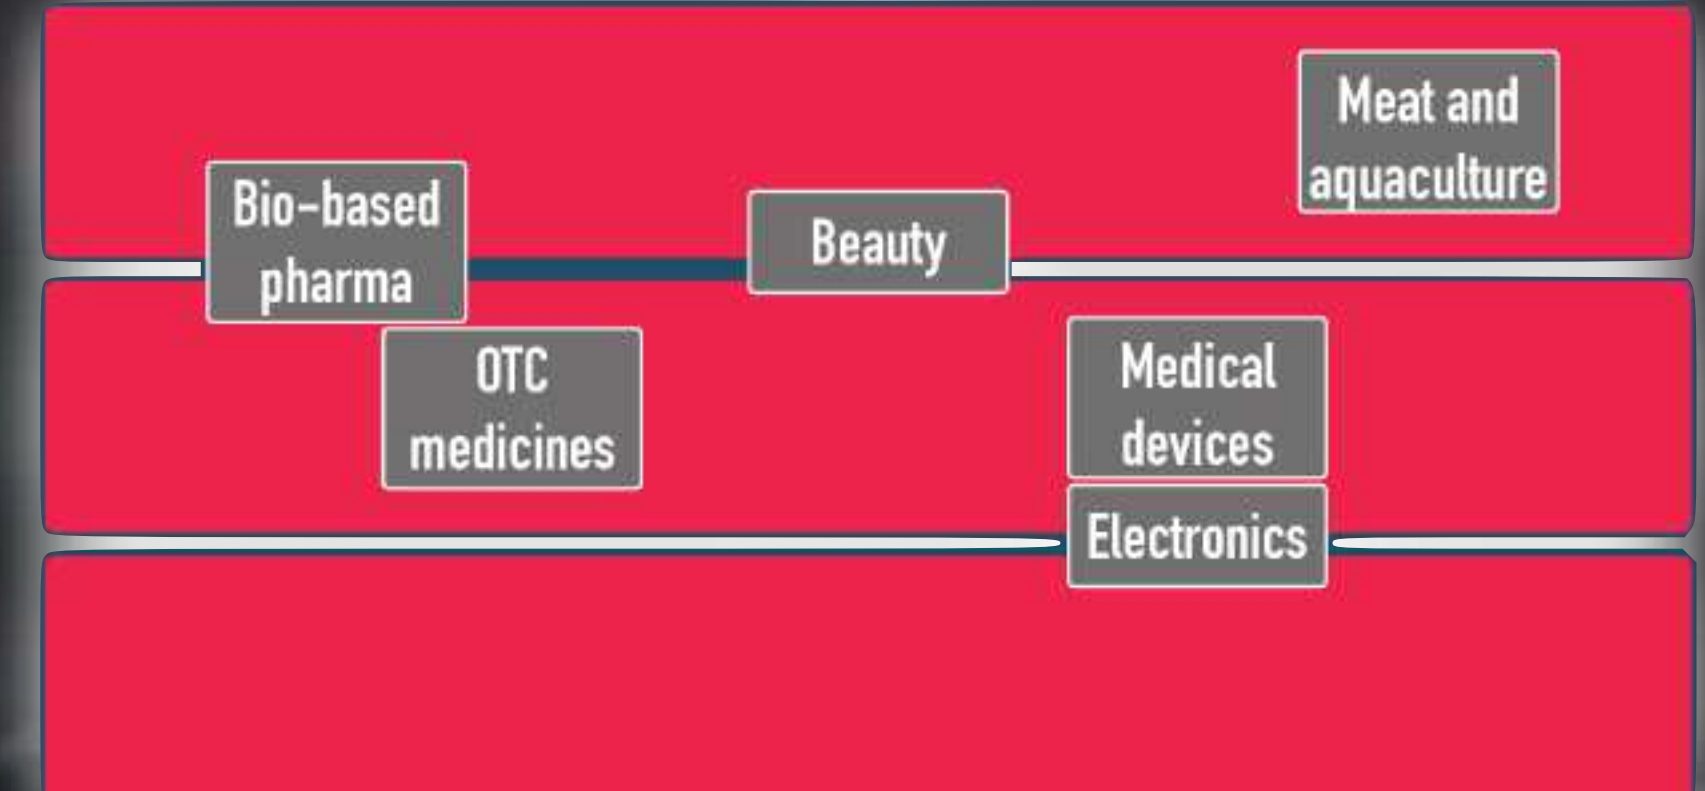 Meat and
aquaculture
Bio-based
pharma
Beauty
OTC
medicines
Medical
devices
Electronics